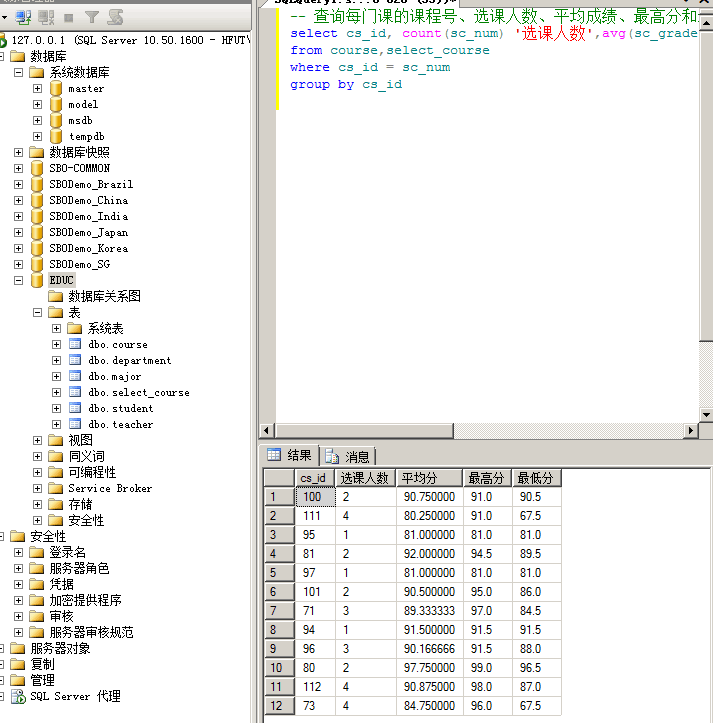 127.0.0.1 (SQL Server 10.50.1600 - HFUTV
数据库
系统数据库
master
model
msdb
tempdb
数据库快照
SBO-COMMON
SBODemo_Brazil
SBODemo_China
SBODemo_India
SBODemo_Japan
SBODemo_Korea
SBODemo_SG
EDUC
数据库关系图
表
系统表
dbo.course
dbo.department
dbo.major
dbo.select_course
dbo.student
dbo.teacher
视图
同义词
可编程性
Service Broker
存储
安全性
安全性
登录名
服务器角色
凭据
加密提供程序
审核
服务器审核规范
服务器对象
复制
管理
SQL Server 代理
-- 查询每门课的课程号、选课人数、平均成绩、最高分和
select cs_id, count(sc_num) '选课人数',avg(sc_grade
from course,select_course
where cs_id = sc_num
group by cs_id
结果 消息
cs_id 选课人数 平均分 最高分 最低分
1 100 2 90.750000 91.0 90.5
2 111 4 80.250000 91.0 67.5
3 95 1 81.000000 81.0 81.0
4 81 2 92.000000 94.5 89.5
5 97 1 81.000000 81.0 81.0
6 101 2 90.500000 95.0 86.0
7 71 3 89.333333 97.0 84.5
8 94 1 91.500000 91.5 91.5
9 96 3 90.166666 91.5 88.0
10 80 2 97.750000 99.0 96.5
11 112 4 90.875000 98.0 87.0
12 73 4 84.750000 96.0 67.5